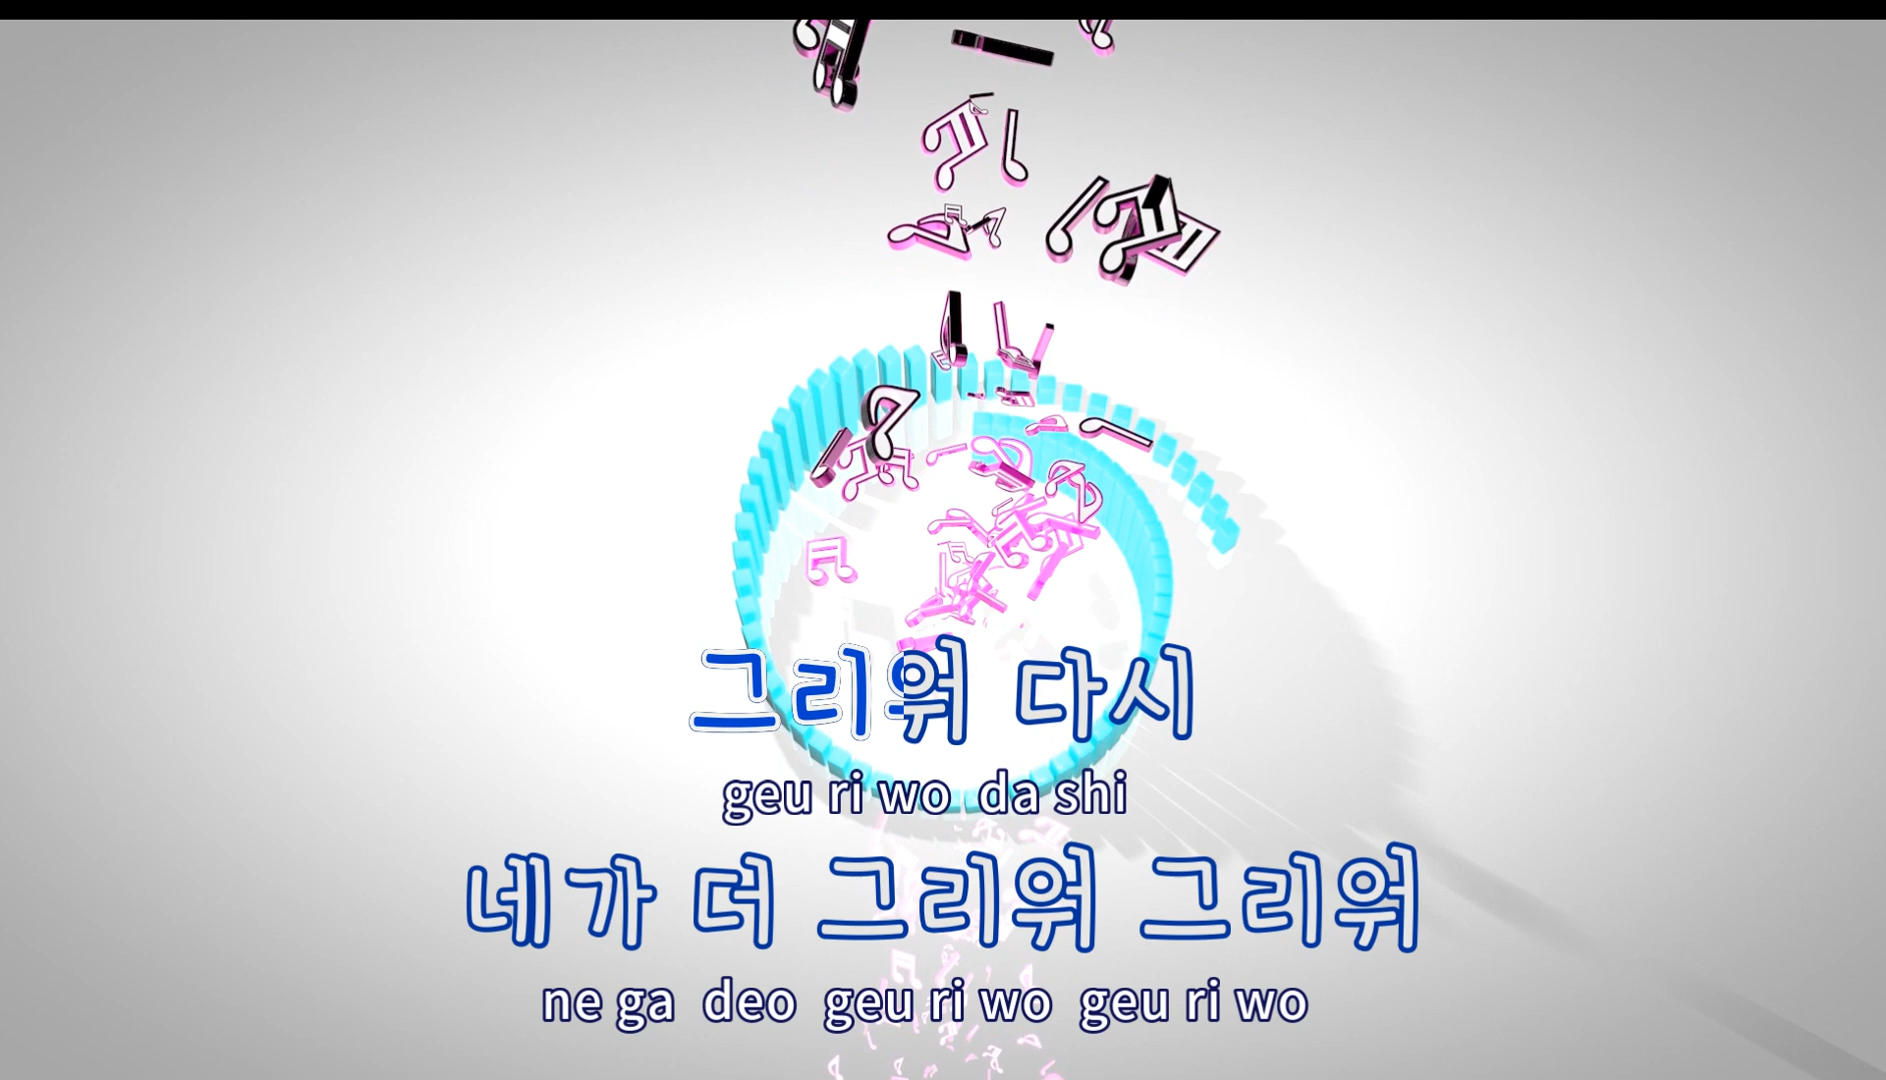 그리워 다시
geu ri wo da shi
네가 더 그리워 그리워
ne ga deo geu ri wo geu ri wo